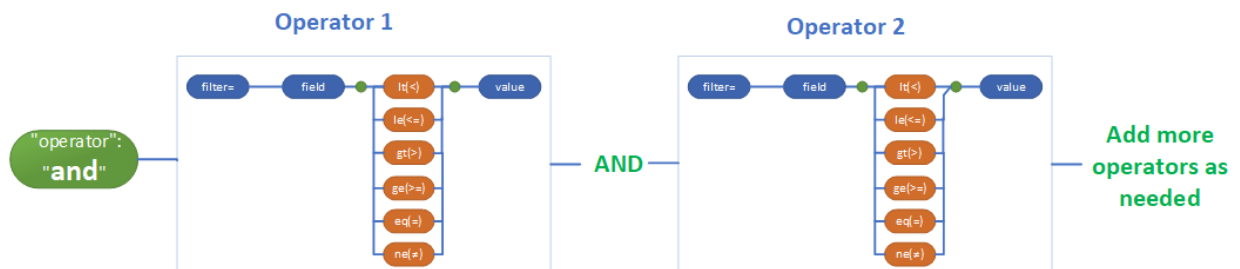 Operator 1
Operator 2
"operator":
"and"
filter=
field
lt(<)
le(<=)
gt(>)
ge(>=)
eq(=)
ne(≠)
value
AND
filter=
field
lt(<)
le(<=)
gt(>)
ge(>=)
eq(=)
ne(≠)
value
Add more
operators as
needed